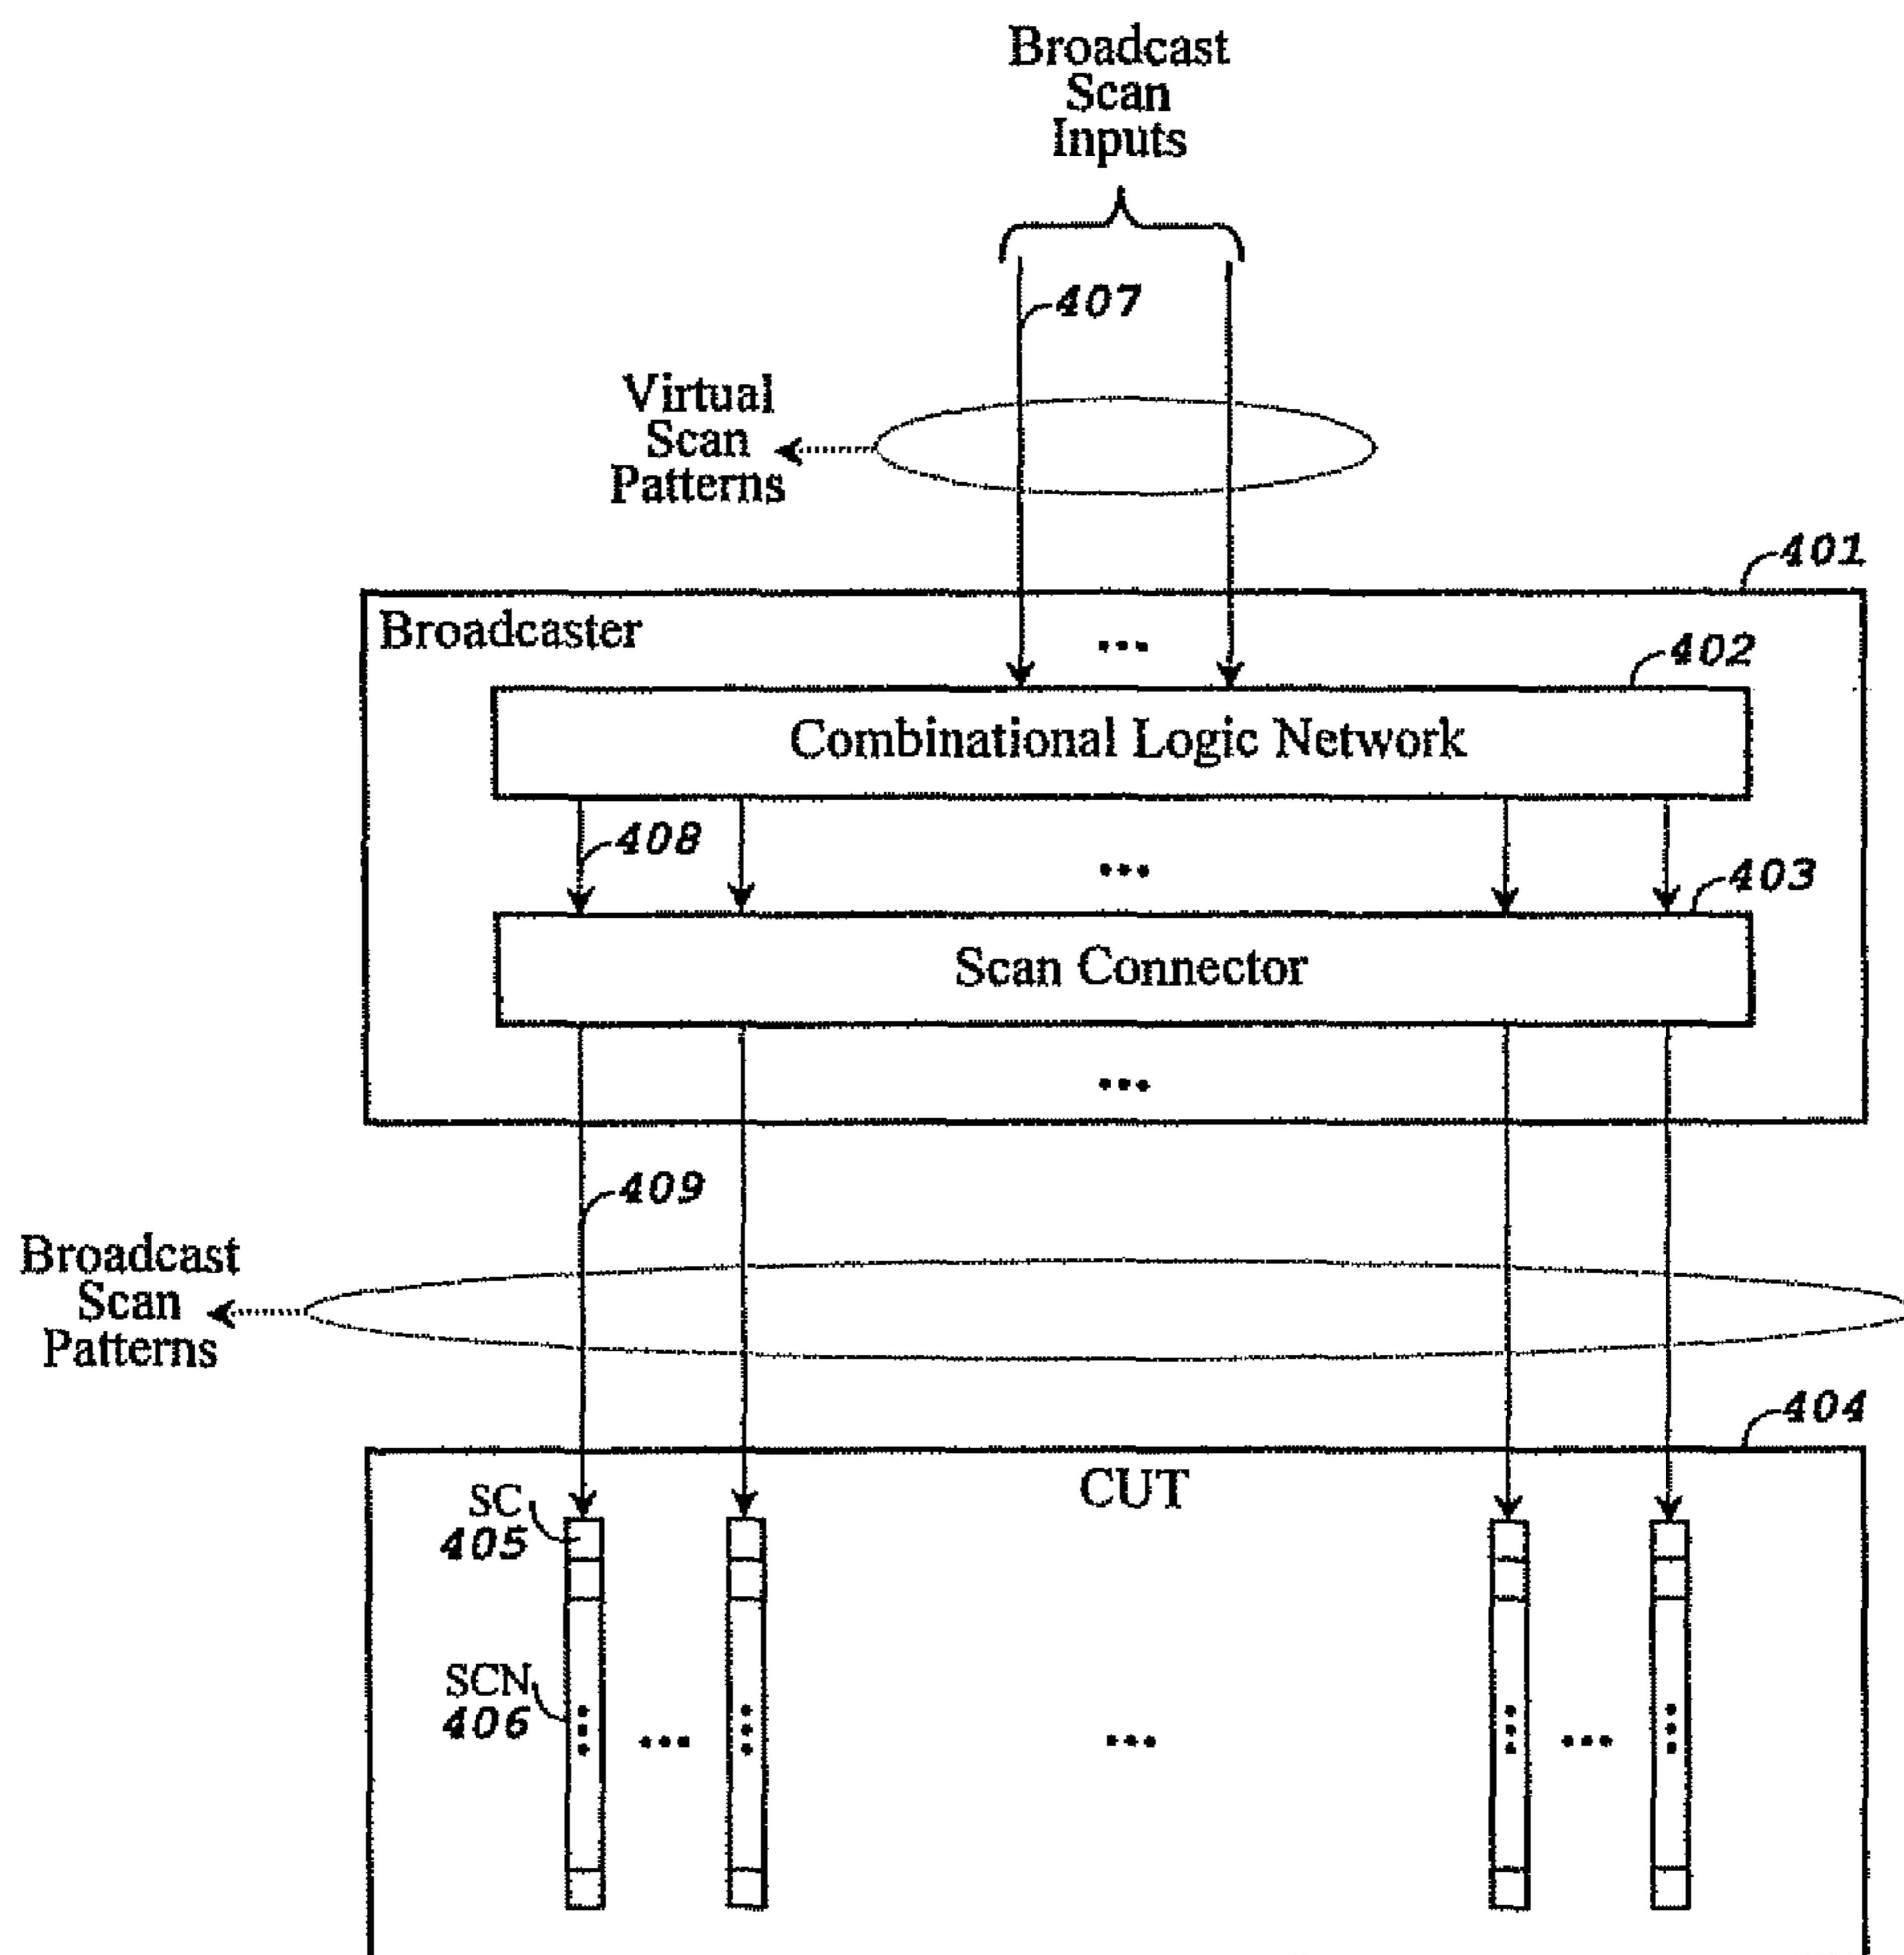 Broadcast
Scan
Inputs
407
Virtual
Scan
Patterns
401
Broadcaster
...
402
Combinational Logic Network
408
...
403
Scan Connector
...
409
Broadcast
Scan
Patterns
404
CUT
SC
405
SCN
406
... ... ...